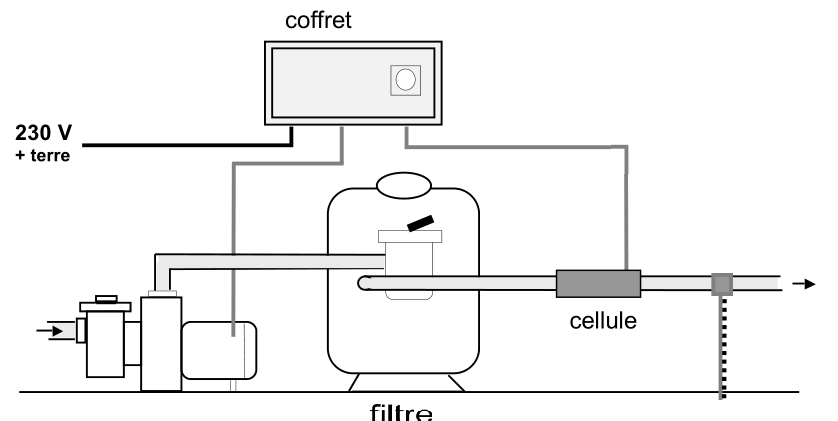 coffret
230 V
+ terre
cellule
filtre